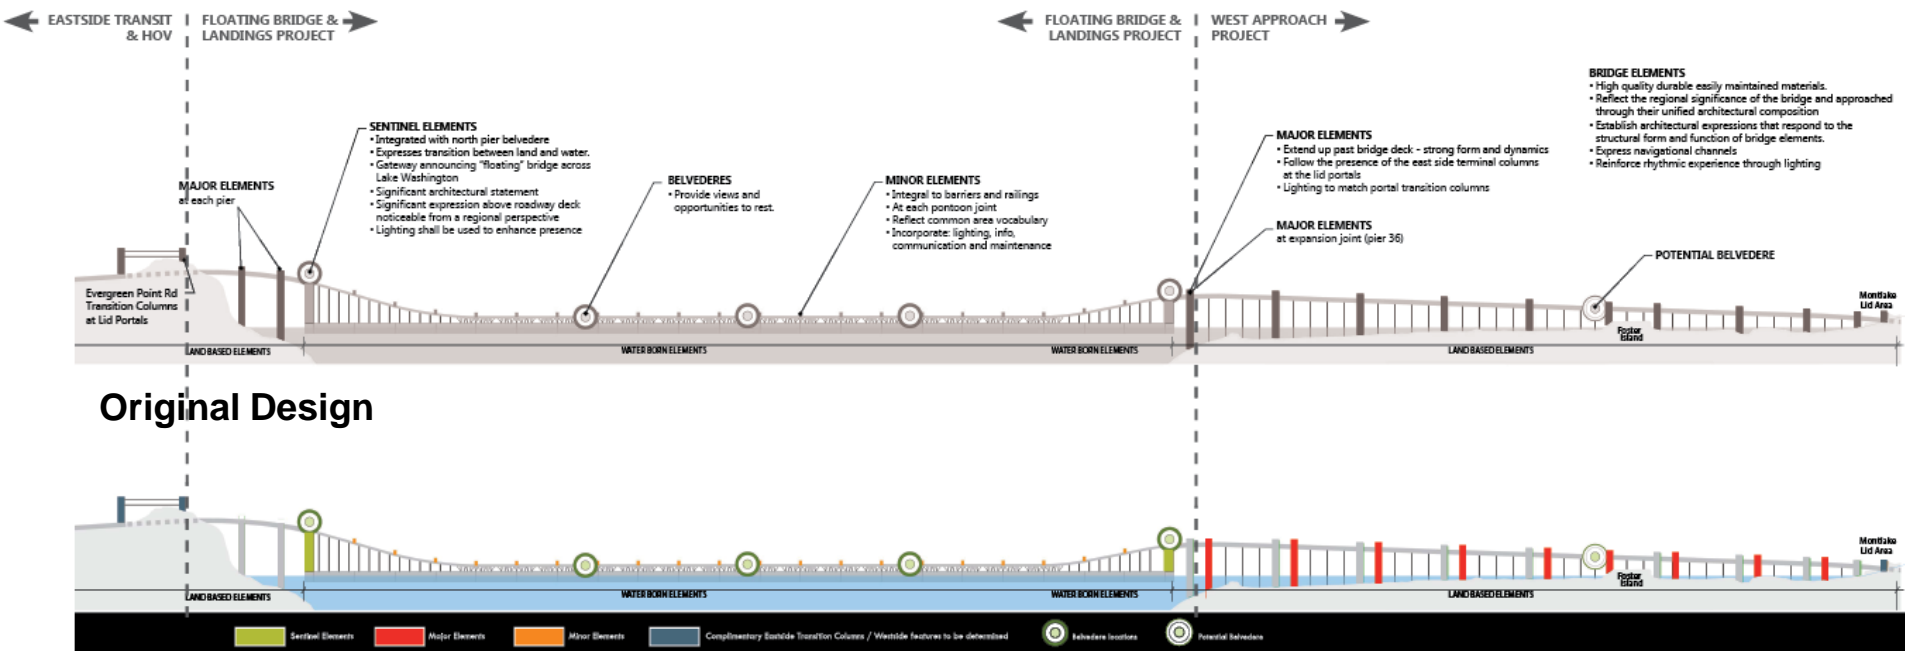 EASTSIDE TRANSIT
& HOV
FLOATING BRIDGE &
LANDINGS PROJECT
FLOATING BRIDGE &
LANDINGS PROJECT
WEST APPROACH
PROJECT
BRIDGE ELEMENTS
• High quality durable easily maintained materials.
• Reflect the regional significance of the bridge and approached
through their unified architectural composition
• Establish architectural expressions that respond to the
structural form and function of bridge elements.
• Express navigational channels
• Reinforce rhythmic experience through lighting
SENTINEL ELEMENTS
• Integrated with north pier belvedere
• Expresses transition between land and water.
• Gateway announcing "floating" bridge across
Lake Washington
• Significant architectural statement
• Significant expression above roadway deck
noticeable from a regional perspective
• Lighting shall be used to enhance presence
MAJOR ELEMENTS
• Extend up past bridge deck - strong form and dynamics
• Follow the presence of the east side terminal columns
at the lid portals
• Lighting to match portal transition columns
MAJOR ELEMENTS
at each pier
BELVEDERES
• Provide views and
opportunities to rest.
MINOR ELEMENTS
• Integral to barriers and railings
• At each pontoon joint
• Reflect common area vocabulary
• Incorporate: lighting, info,
communication and maintenance
MAJOR ELEMENTS
at expansion joint (pier 36)
POTENTIAL BELVEDERE
Evergreen Point Rd
Transition Columns
at Lid Portals
Montlake
Lid Area
Foster
Island
LAND BASED ELEMENTS
WATER BORN ELEMENTS
WATER BORN ELEMENTS
LAND BASED ELEMENTS
Original Design
Montlake
Lid Area
Foster
Island
LAND BASED ELEMENTS
WATER BORN ELEMENTS
WATER BORN ELEMENTS
LAND BASED ELEMENTS
Sentinel Elements
Major Elements
Minor Elements
Complimentary Eastside Transition Columns / Westside features to be determined
Belvedere locations
Potential Belvedere